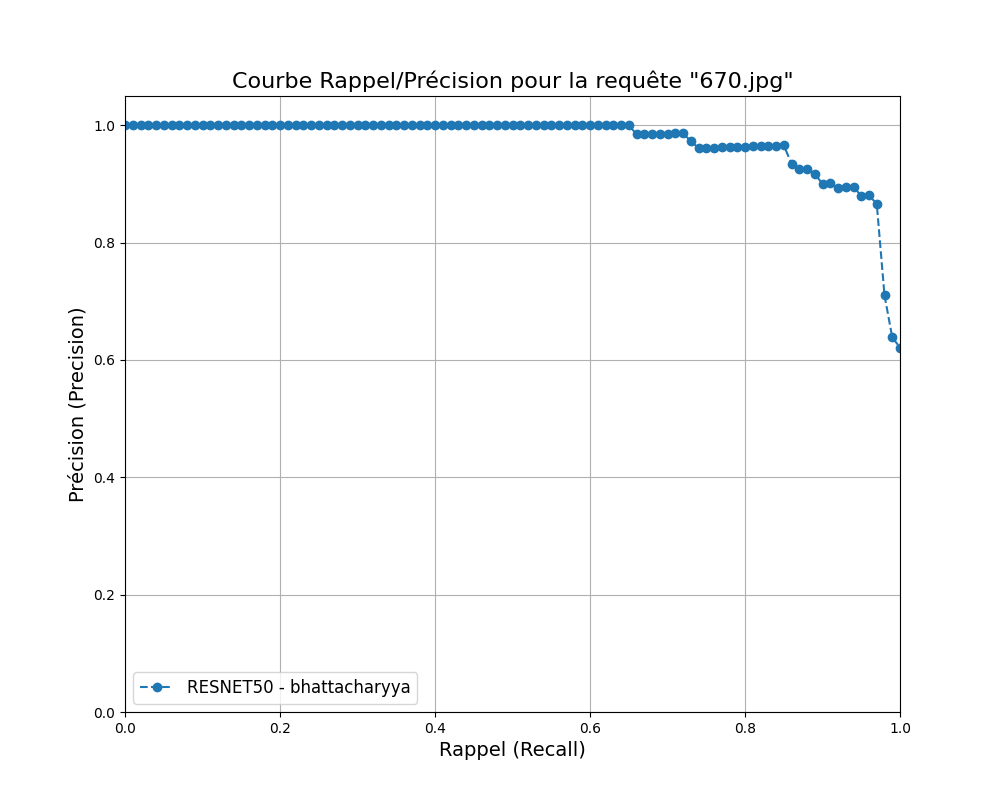 Courbe Rappel/Précision pour la requête "670.jpg"
Précision (Precision)
1.0
0.8
0.6
0.4
0.2
0.0
RESNET50 - bhattacharyya
0.0 0.2 0.4 0.6 0.8 1.0
Rappel (Recall)